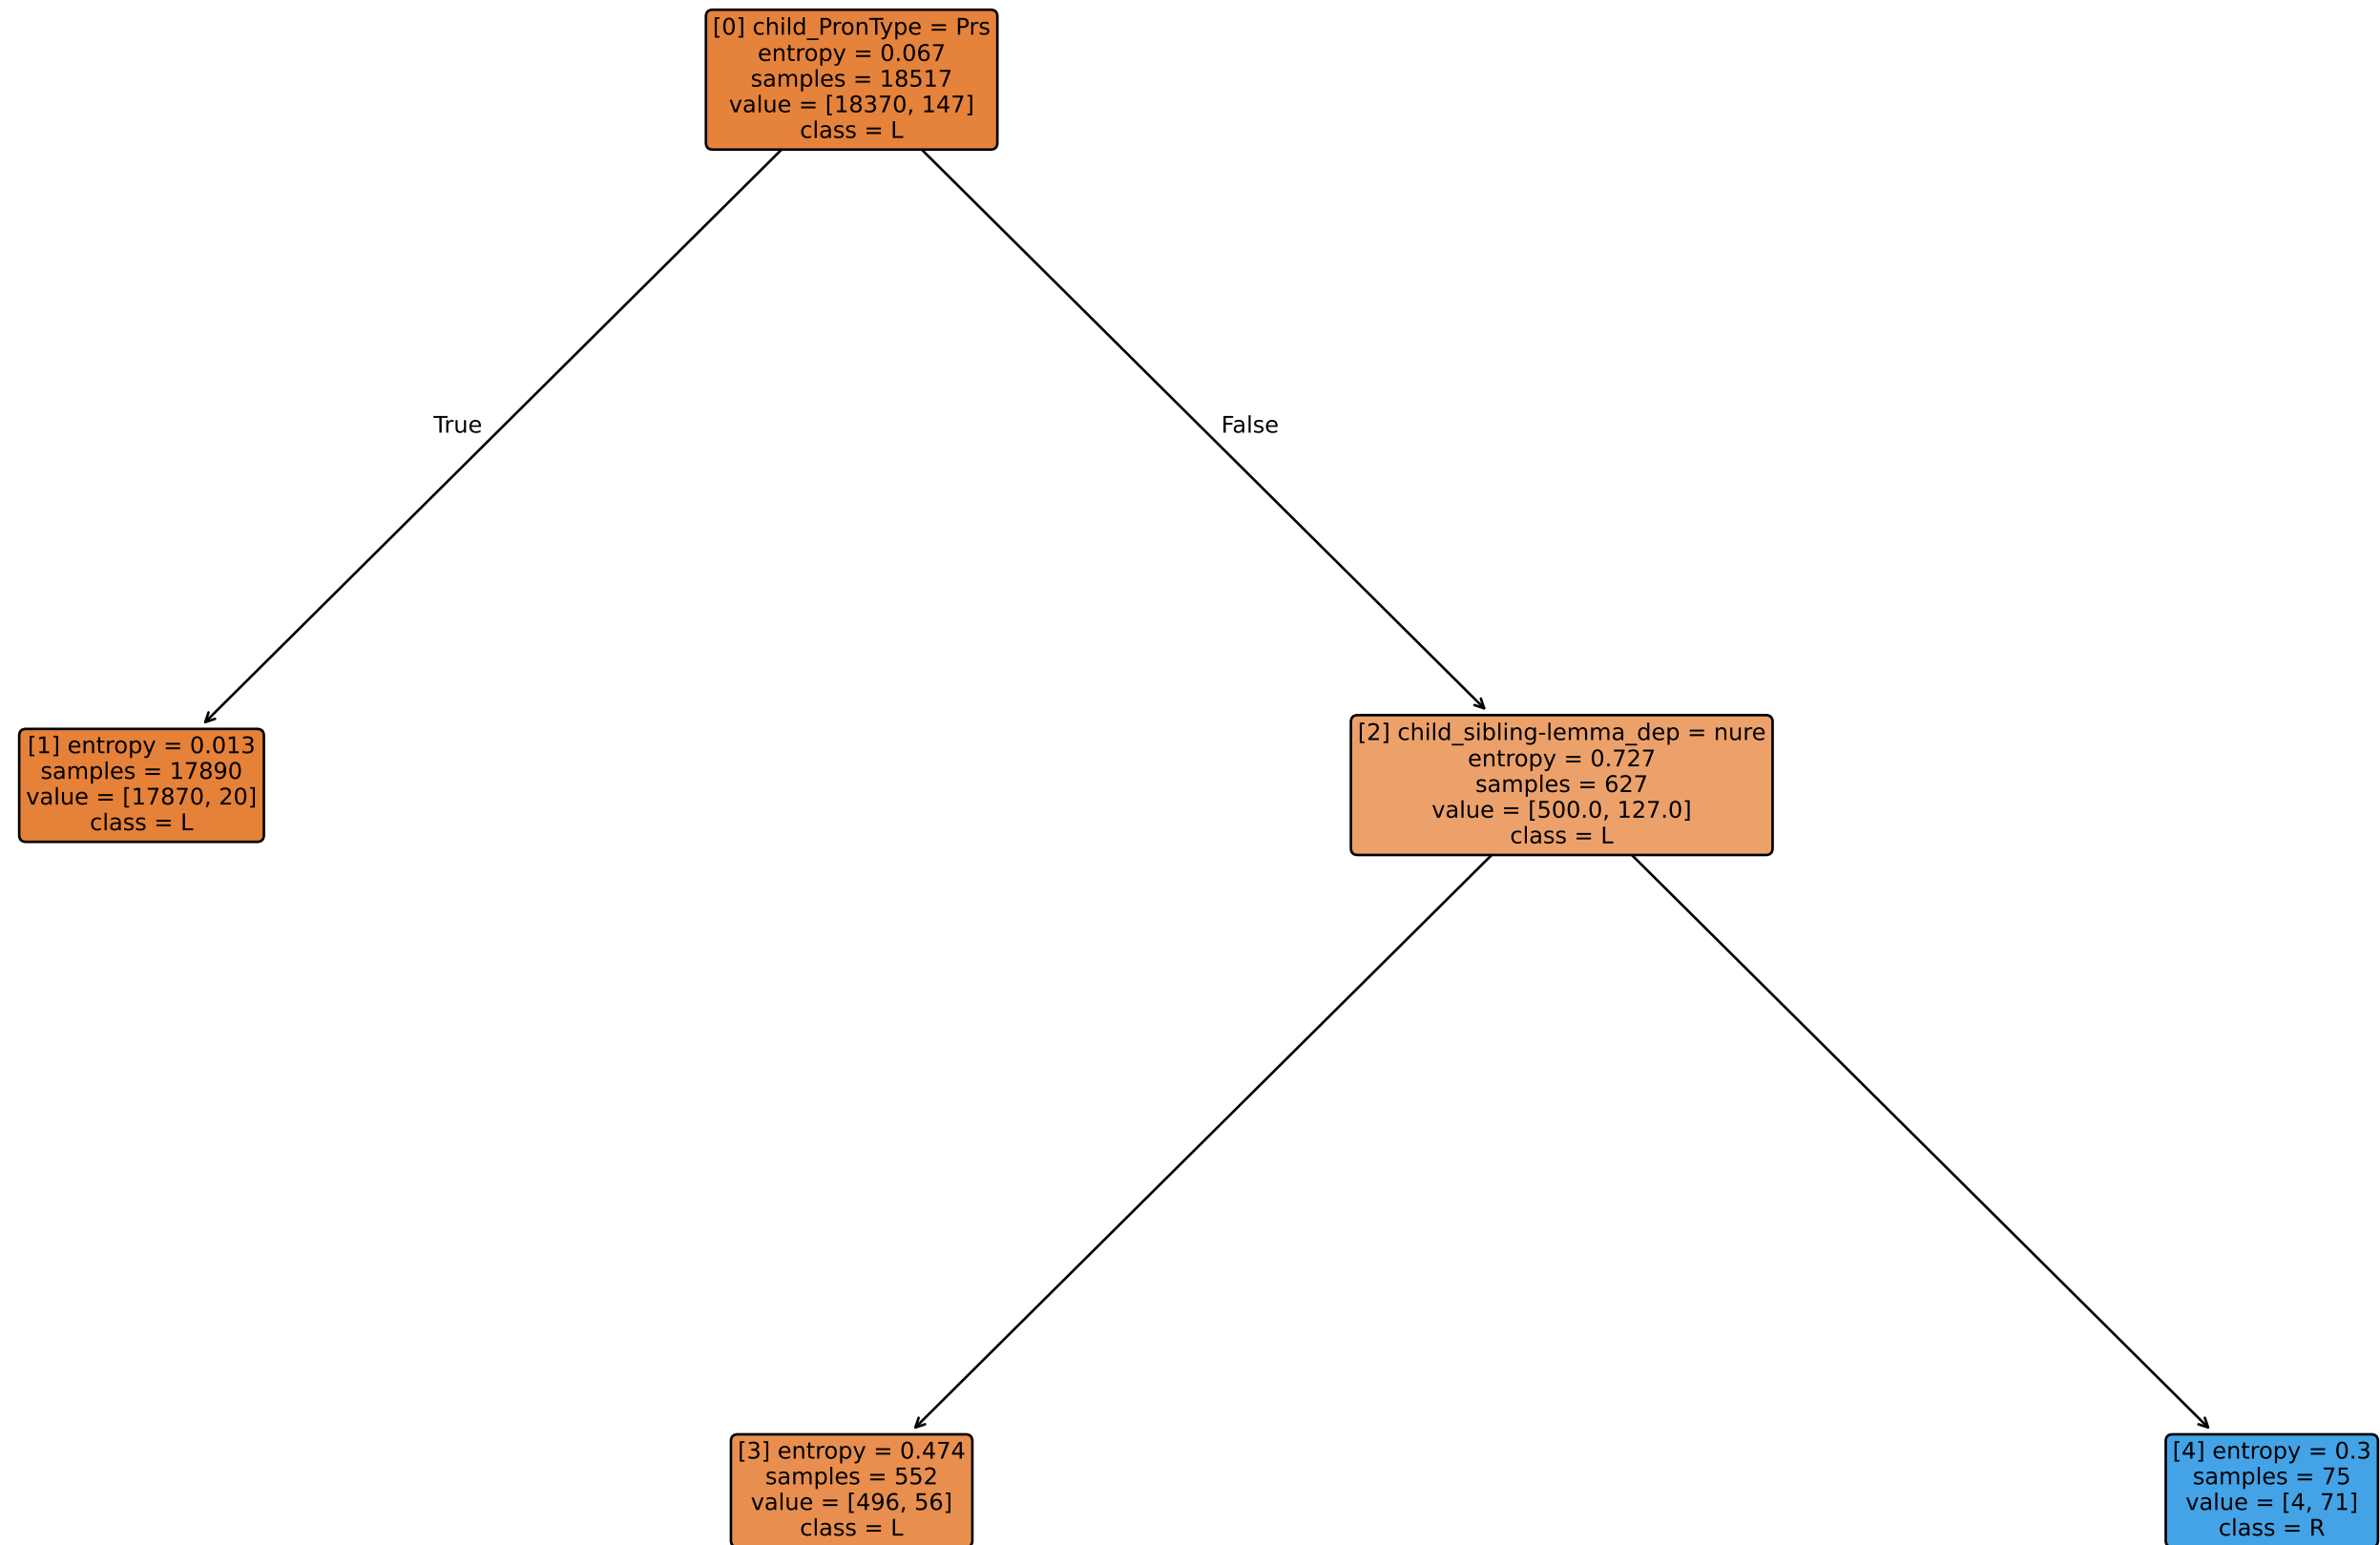 [0] child_PronType = Prs
entropy = 0.067
samples = 18517
value = [18370, 147]
class = L
True
False
[1] entropy = 0.013
samples = 17890
value = [17870, 20]
class = L
[2] child_sibling-lemma_dep = nure
entropy = 0.727
samples = 627
value = [500.0, 127.0]
class = L
[3] entropy = 0.474
samples = 552
value = [496, 56]
class = L
[4] entropy = 0.3
samples = 75
value = [4, 71]
class = R